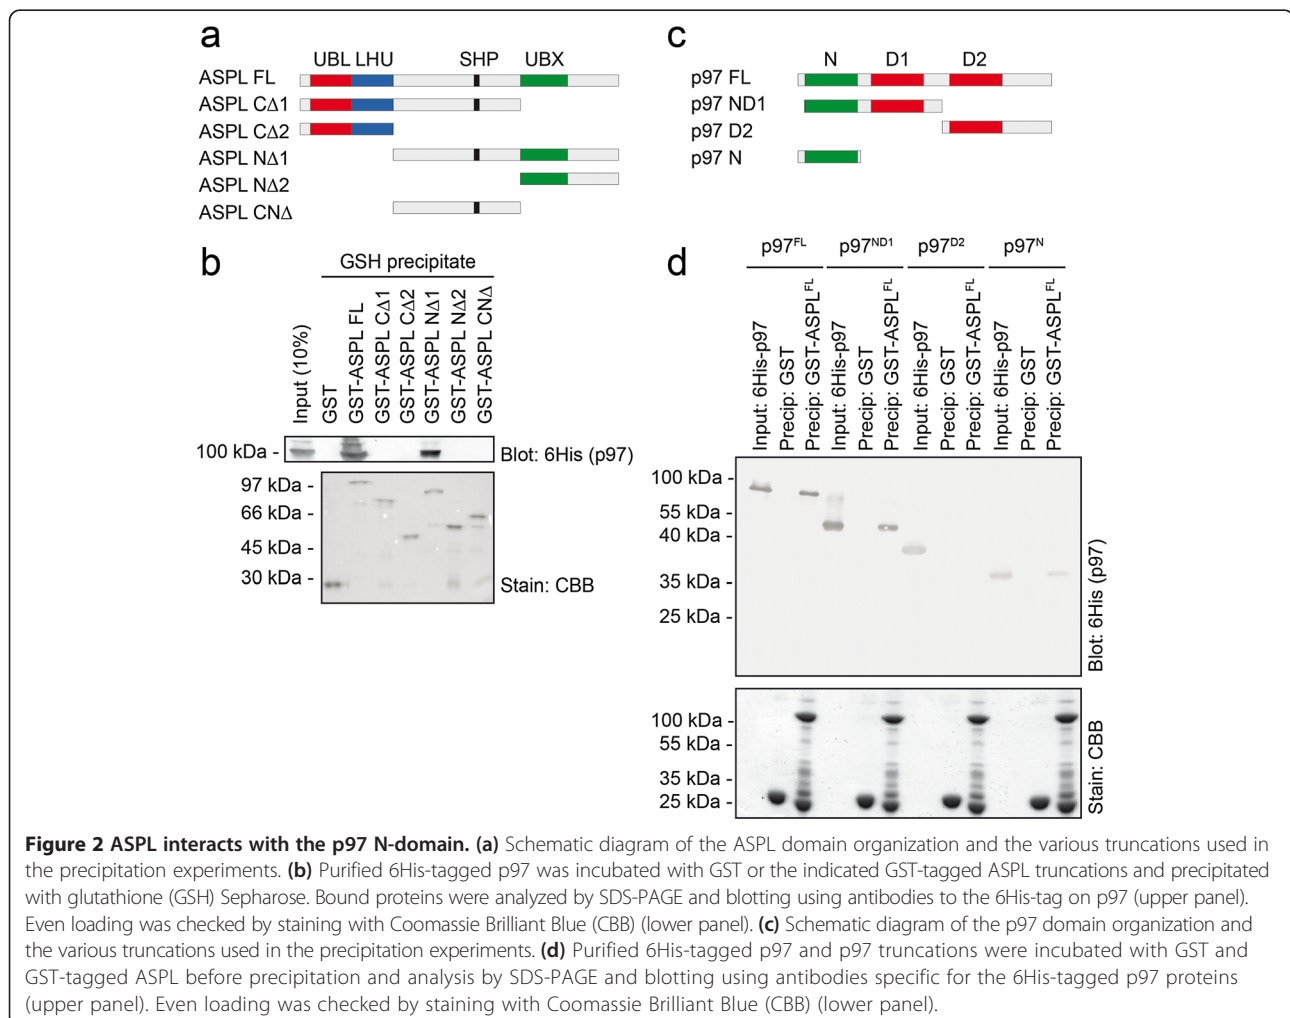 a
UBL LHU SHP UBX
ASPL FL
ASPL CΔ1
ASPL CΔ2
ASPL NΔ1
ASPL NΔ2
ASPL CNΔ
c
N D1 D2
p97 FL
p97 ND1
p97 D2
p97 N
b
GSH precipitate
Input (10%)
GST
GST-ASPL FL
GST-ASPL CΔ1
GST-ASPL CΔ2
GST-ASPL NΔ1
GST-ASPL NΔ2
GST-ASPL CNΔ
100 kDa -
Blot: 6His (p97)
97 kDa -
66 kDa -
45 kDa -
30 kDa -
Stain: CBB
d
p97FL p97ND1 p97D2 p97N
Input: 6His-p97
Precip: GST
Precip: GST-ASPLFL
Input: 6His-p97
Precip: GST
Precip: GST-ASPLFL
Input: 6His-p97
Precip: GST
Precip: GST-ASPLFL
Input: 6His-p97
Precip: GST
Precip: GST-ASPLFL
100 kDa -
55 kDa -
40 kDa -
35 kDa -
25 kDa -
Blot: 6His (p97)
100 kDa -
55 kDa -
35 kDa -
25 kDa -
Stain: CBB
Figure 2 ASPL interacts with the p97 N-domain. (a) Schematic diagram of the ASPL domain organization and the various truncations used in
the precipitation experiments. (b) Purified 6His-tagged p97 was incubated with GST or the indicated GST-tagged ASPL truncations and precipitated
with glutathione (GSH) Sepharose. Bound proteins were analyzed by SDS-PAGE and blotting using antibodies to the 6His-tag on p97 (upper panel).
Even loading was checked by staining with Coomassie Brilliant Blue (CBB) (lower panel). (c) Schematic diagram of the p97 domain organization and
the various truncations used in the precipitation experiments. (d) Purified 6His-tagged p97 and p97 truncations were incubated with GST and
GST-tagged ASPL before precipitation and analysis by SDS-PAGE and blotting using antibodies specific for the 6His-tagged p97 proteins
(upper panel). Even loading was checked by staining with Coomassie Brilliant Blue (CBB) (lower panel).